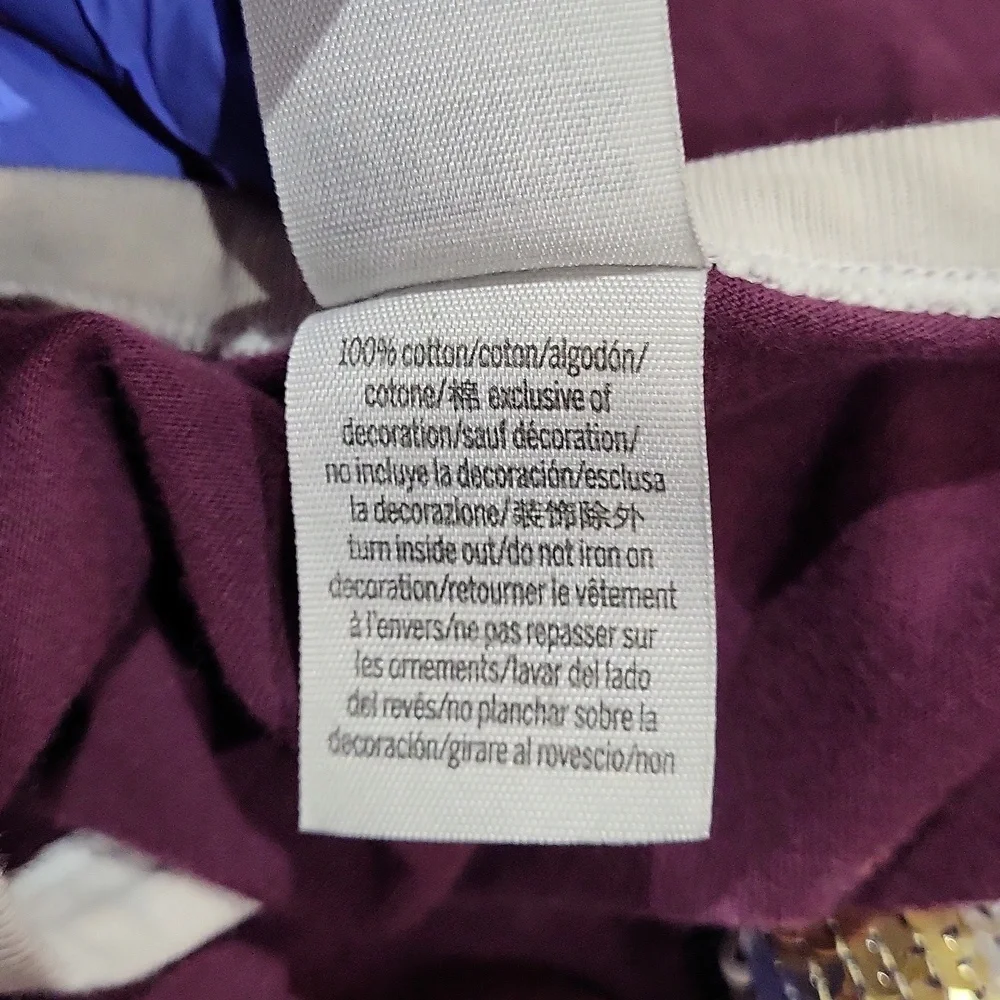 100% cotton/coton/algodón/
cotone/棉 exclusive of
decoration/sauf décoration/
no incluye la decoración/esclusa
la decorazione/装饰除外
turn inside out/do not iron on
decoration/retourner le vêtement
à l'envers/ne pas repasser sur
les ornements/lavar del lado
del revés/no planchar sobre la
decoración/girare al rovescio/non